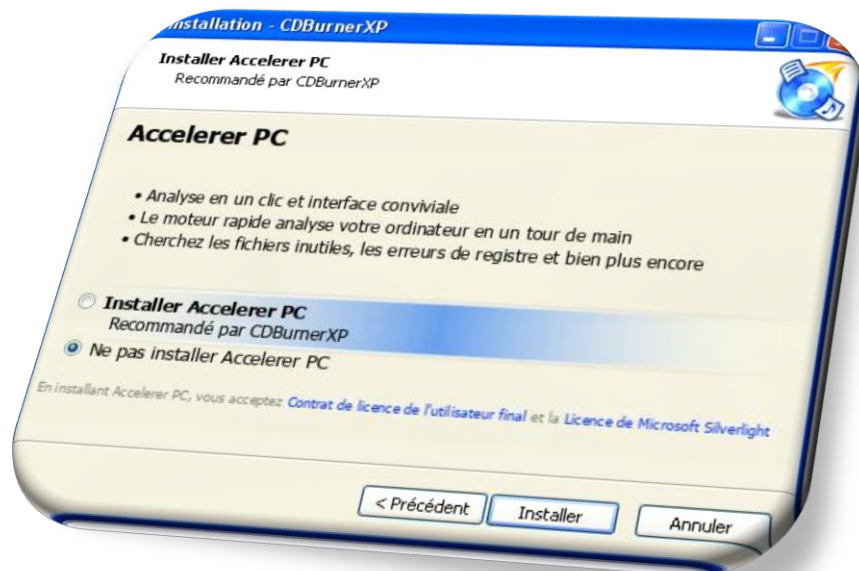 Installation - CDBurnerXP
Installer Accelerer PC
Recommandé par CDBurnerXP
Accelerer PC
• Analyse en un clic et interface conviviale
• Le moteur rapide analyse votre ordinateur en un tour de main
• Cherchez les fichiers inutiles, les erreurs de registre et bien plus encore
Installer Accelerer PC
Recommandé par CDBurnerXP
Ne pas installer Accelerer PC
En installant Accelerer PC, vous acceptez Contrat de licence de l'utilisateur final et la Licence de Microsoft Silverlight
< Précédent Installer Annuler